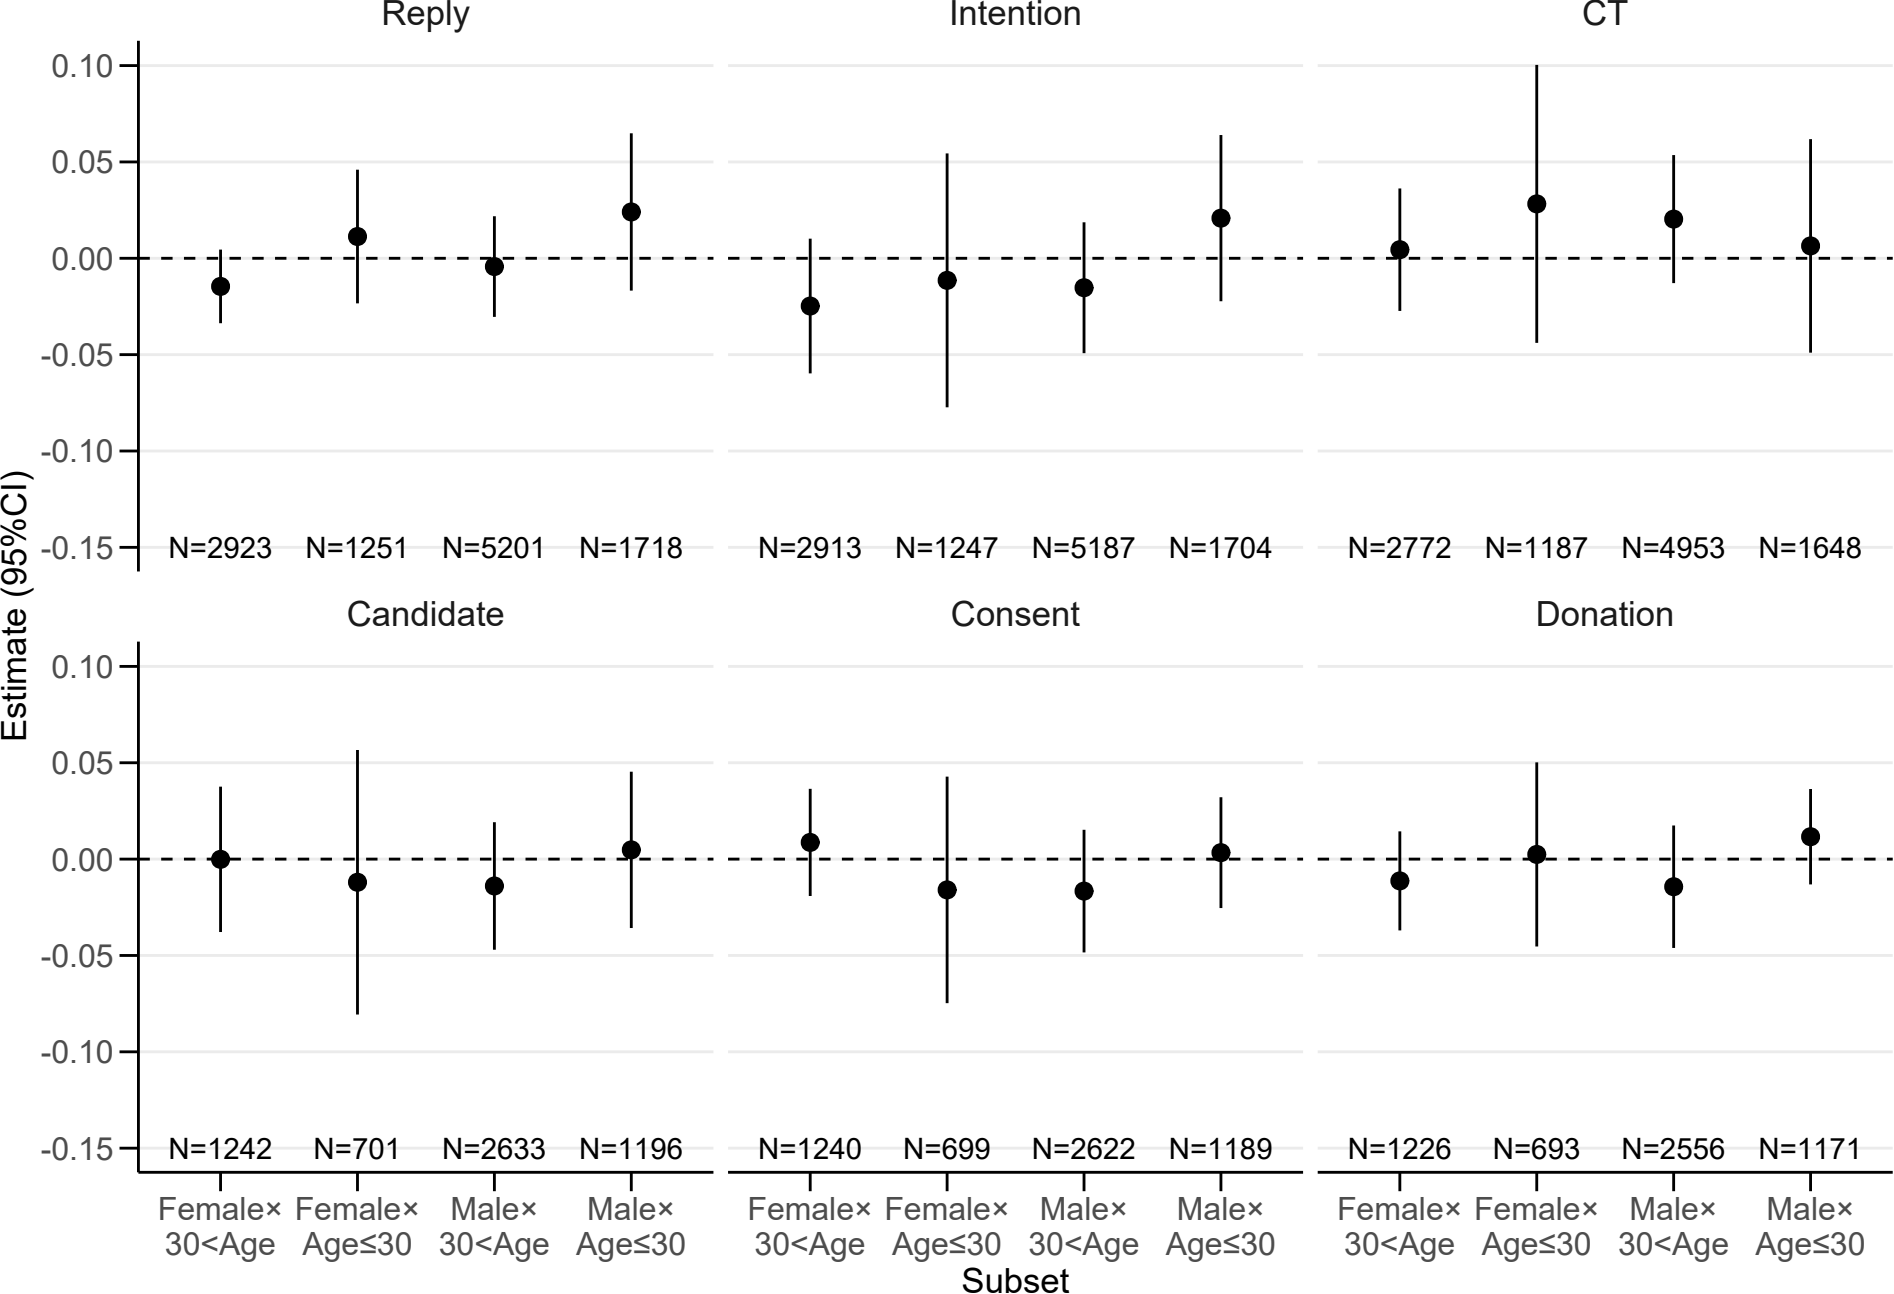 Reply Intention CT
0.10
0.05
0.00
-0.05
-0.10
-0.15
N=2923 N=1251 N=5201 N=1718 N=2913 N=1247 N=5187 N=1704 N=2772 N=1187 N=4953 N=1648
Estimate (95%CI)
Candidate Consent Donation
0.10
0.05
0.00
-0.05
-0.10
-0.15
N=1242 N=701 N=2633 N=1196 N=1240 N=699 N=2622 N=1189 N=1226 N=693 N=2556 N=1171
Female× Female× Male× Male× Female× Female× Male× Male× Female× Female× Male× Male×
30<Age Age≤30 30<Age Age≤30 30<Age Age≤30 30<Age Age≤30 30<Age Age≤30 30<Age Age≤30
Subset